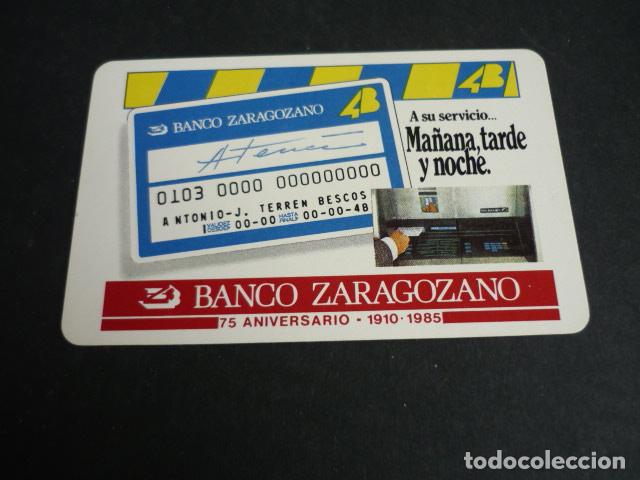 4B
BANCO ZARAGOZANO 4B
A su servicio...
Mañana, tarde
y noche.
0103 0000 000000000
ANTONIO-J. TERREN BESCOS
00-00 HASTA FINAL 00-00-48
BANCO ZARAGOZANO
75 ANIVERSARIO - 1910 · 1985
todocoleccion